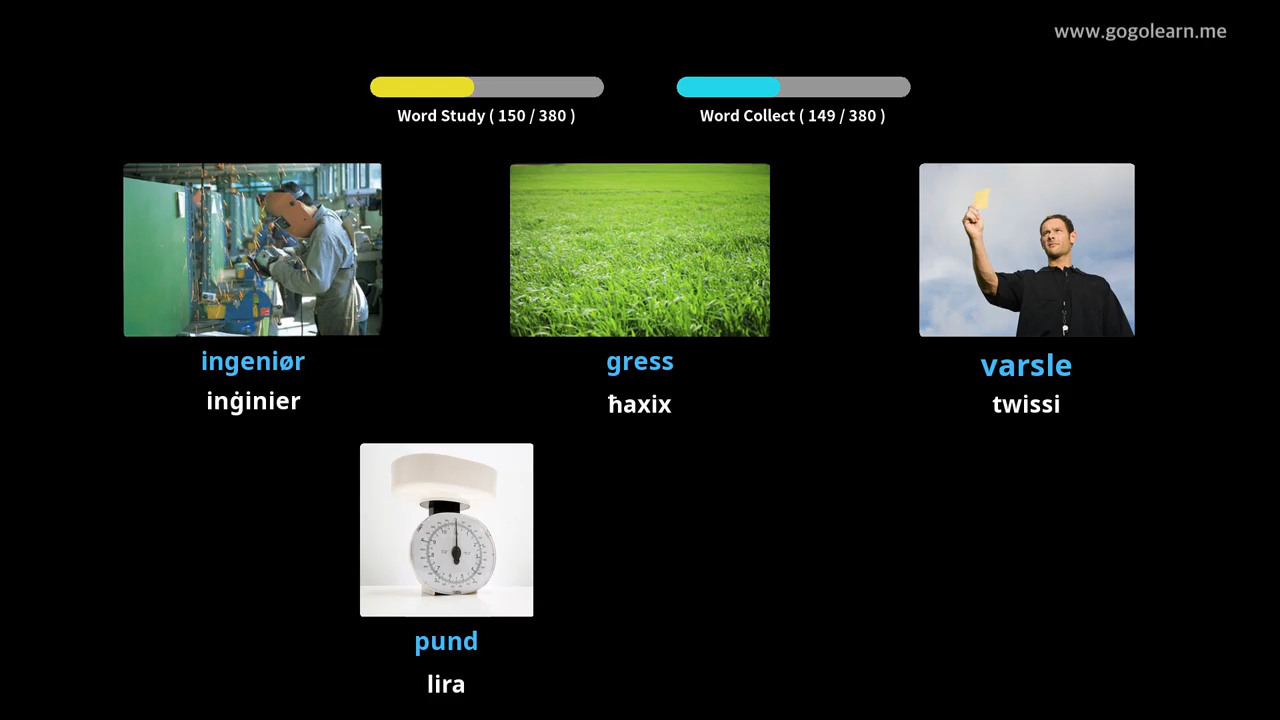 www.gogolearn.me
Word Study ( 150 / 380 )
Word Collect ( 149 / 380 )
ingeniør
inġinier
gress
ħaxix
varsle
twissi
pund
lira